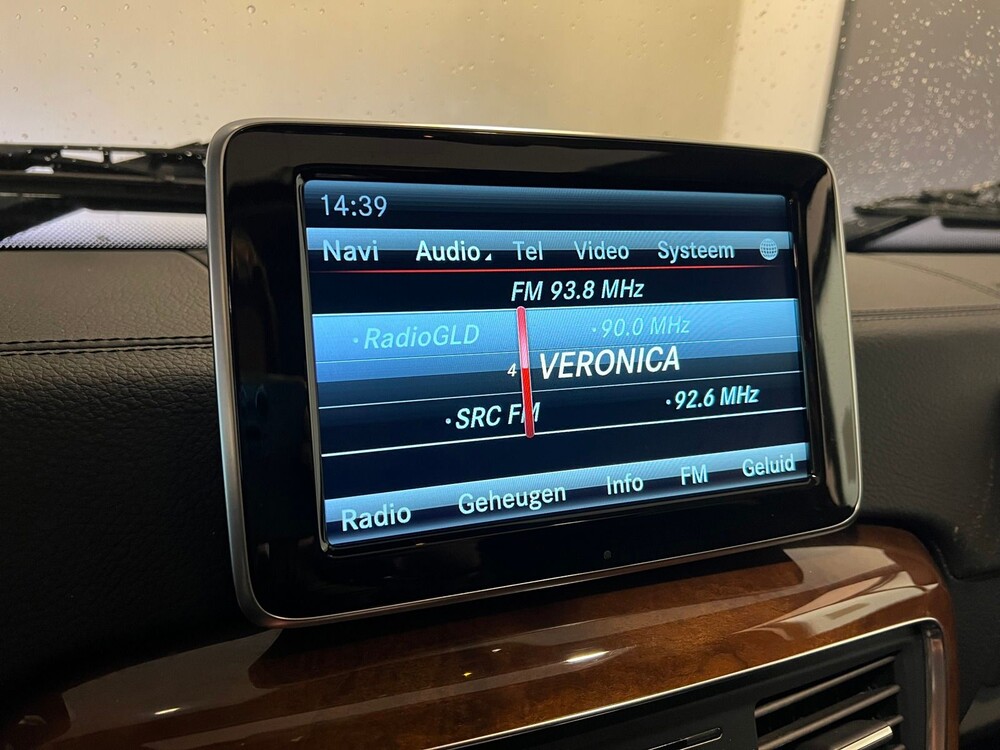 14:39
Navi Audio Tel Video Systeem
FM 93.8 MHz
·RadioGLD ·90.0 MHz
4 VERONICA
·SRC FM ·92.6 MHz
Radio Geheugen Info FM Geluid